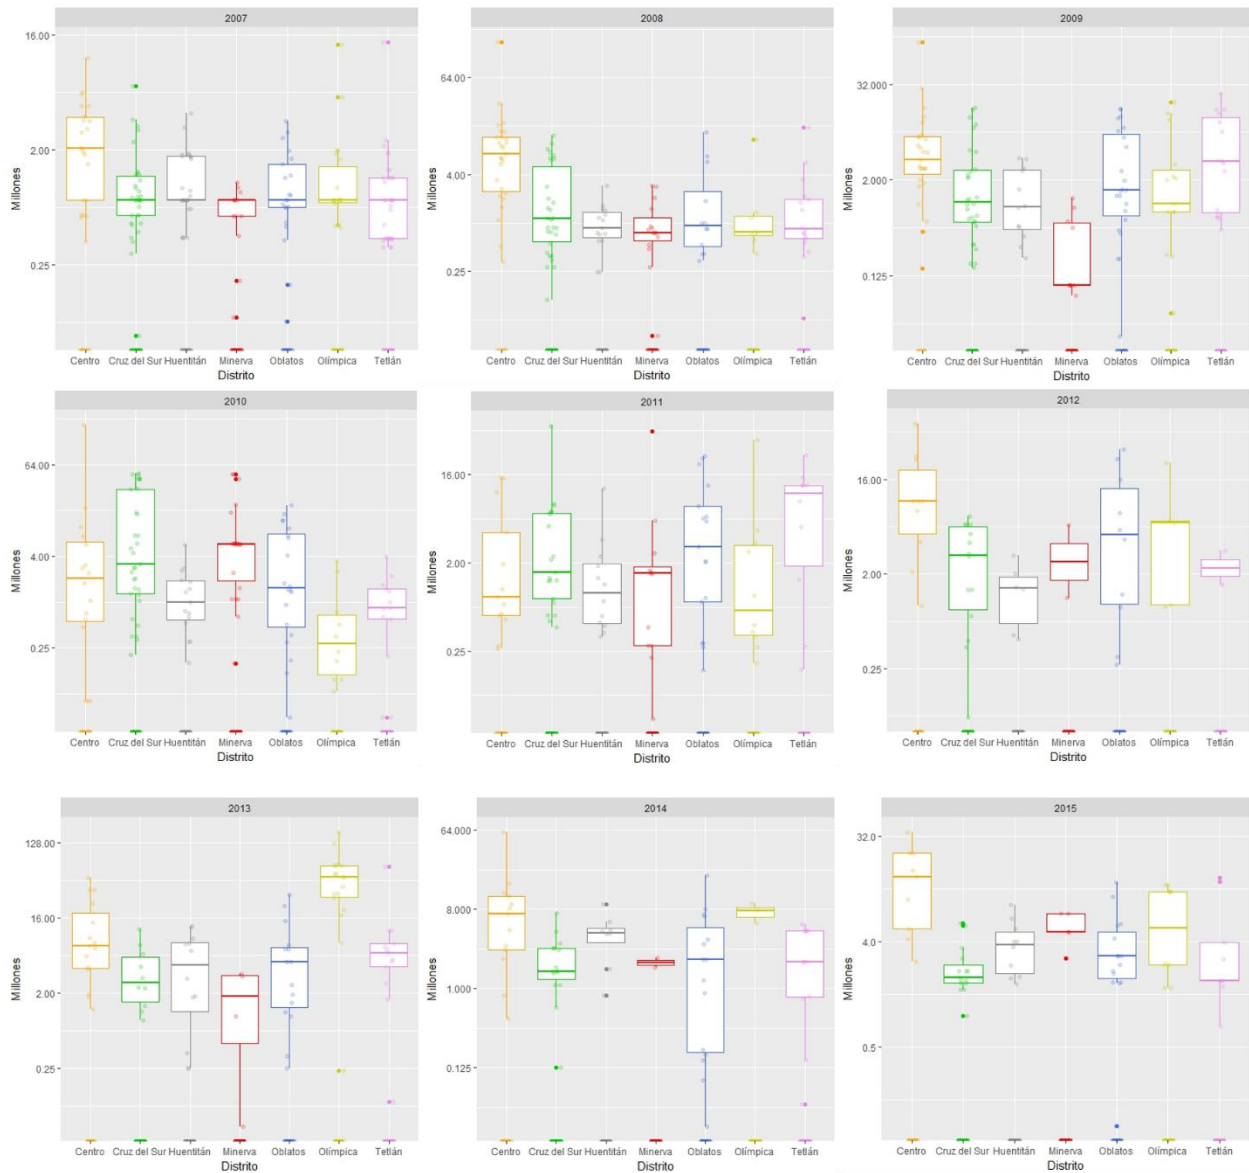 2007
16.00
2.00
0.25
Millones
Centro Cruz del Sur Huentitán Minerva Oblatos Olímpica Tetlán
Distrito
2008
64.00
4.00
0.25
Millones
Centro Cruz del Sur Huentitán Minerva Oblatos Olímpica Tetlán
Distrito
2009
32.000
2.000
0.125
Millones
Centro Cruz del Sur Huentitán Minerva Oblatos Olímpica Tetlán
Distrito
2010
64.00
4.00
0.25
Millones
Centro Cruz del Sur Huentitán Minerva Oblatos Olímpica Tetlán
Distrito
2011
16.00
2.00
0.25
Millones
Centro Cruz del Sur Huentitán Minerva Oblatos Olímpica Tetlán
Distrito
2012
16.00
2.00
0.25
Millones
Centro Cruz del Sur Huentitán Minerva Oblatos Olímpica Tetlán
Distrito
2013
128.00
16.00
2.00
0.25
Millones
Centro Cruz del Sur Huentitán Minerva Oblatos Olímpica Tetlán
Distrito
2014
64.000
8.000
1.000
0.125
Millones
Centro Cruz del Sur Huentitán Minerva Oblatos Olímpica Tetlán
Distrito
2015
32.0
4.0
0.5
Millones
Centro Cruz del Sur Huentitán Minerva Oblatos Olímpica Tetlán
Distrito